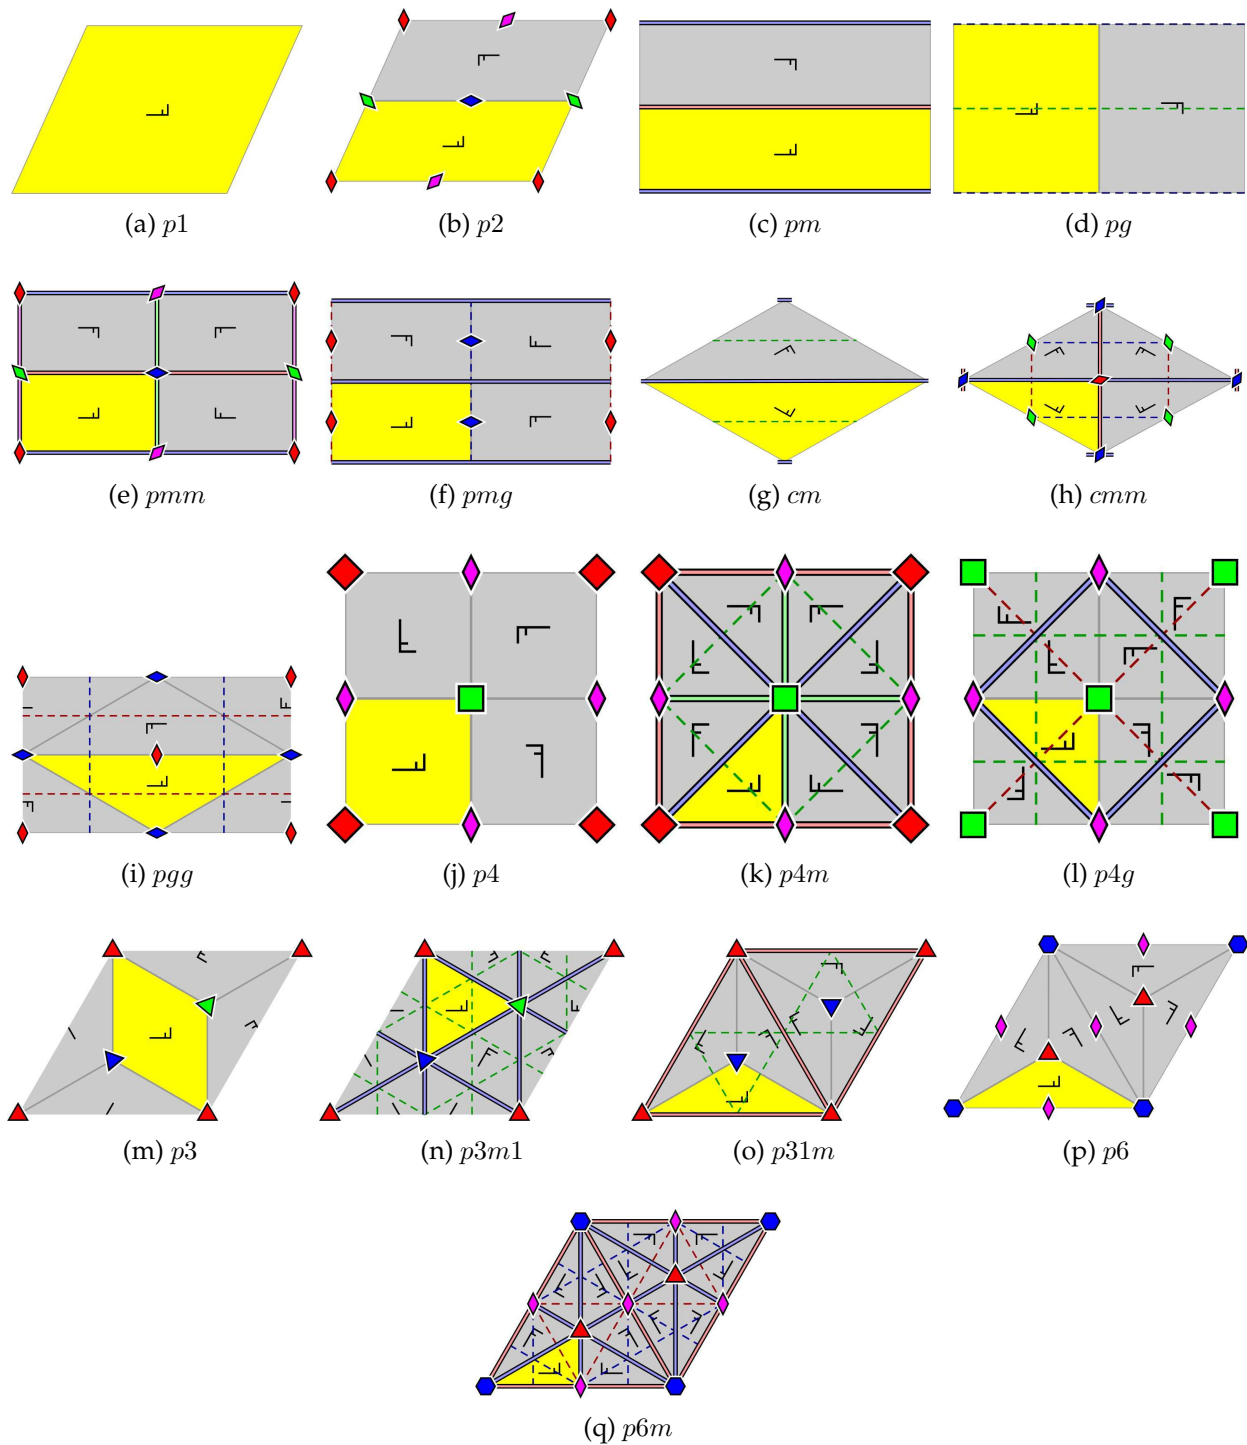 (a) p1
(b) p2
(c) pm
(d) pg
(e) pmm
(f) pmg
(g) cm
(h) cmm
(i) pgg
(j) p4
(k) p4m
(l) p4g
(m) p3
(n) p3m1
(o) p31m
(p) p6
(q) p6m